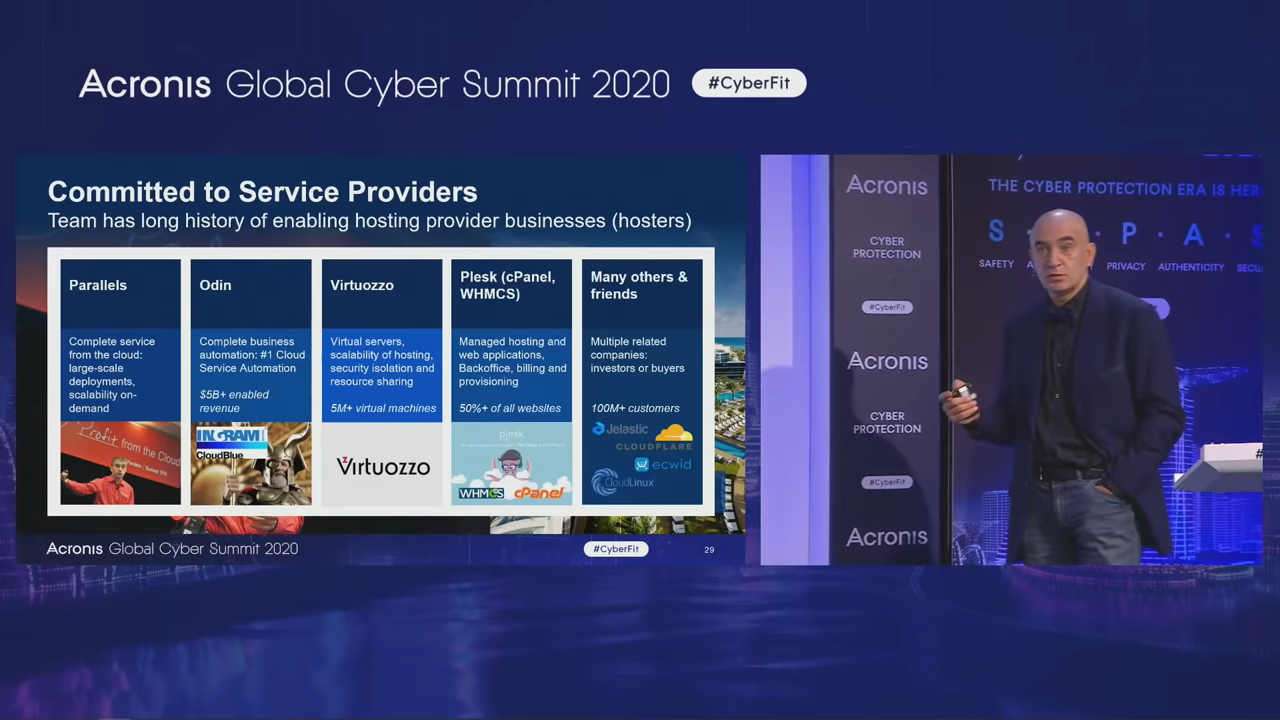 Acronis Global Cyber Summit 2020 #CyberFit
Committed to Service Providers
Team has long history of enabling hosting provider businesses (hosters)
Parallels
Complete service
from the cloud:
large-scale
deployments,
scalability on-
demand
Profit from the Cloud
Odin
Complete business
automation: #1 Cloud
Service Automation
$5B+ enabled
revenue
INGRAM
CloudBlue
Virtuozzo
Virtual servers,
scalability of hosting,
security isolation and
resource sharing
5M+ virtual machines
Virtuozzo
Plesk (cPanel,
WHMCS)
Managed hosting and
web applications,
Backoffice, billing and
provisioning
50%+ of all websites
plesk
WHMCS cPanel
Many others &
friends
Multiple related
companies:
investors or buyers
100M+ customers
Jelastic
CLOUDFLARE
ecwid
CloudLinux
Acronis Global Cyber Summit 2020 #CyberFit 29
Acronis
CYBER
PROTECTION
#CyberFit
Acronis
CYBER
PROTECTION
#CyberFit
Acronis
THE CYBER PROTECTION ERA IS HER
S · · P · A · S
SAFETY A PRIVACY AUTHENTICITY SECU